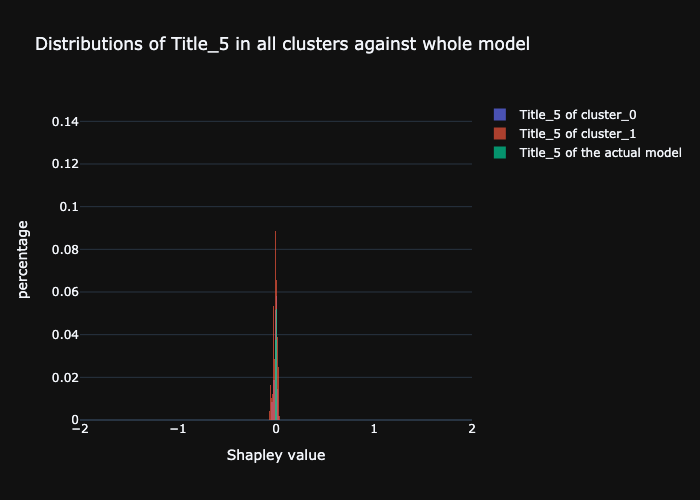 Distributions of Title_5 in all clusters against whole model
Title_5 of cluster_0
Title_5 of cluster_1
Title_5 of the actual model
0.14
0.12
0.1
0.08
0.06
0.04
0.02
0
percentage
−2
−1
0
1
2
Shapley value